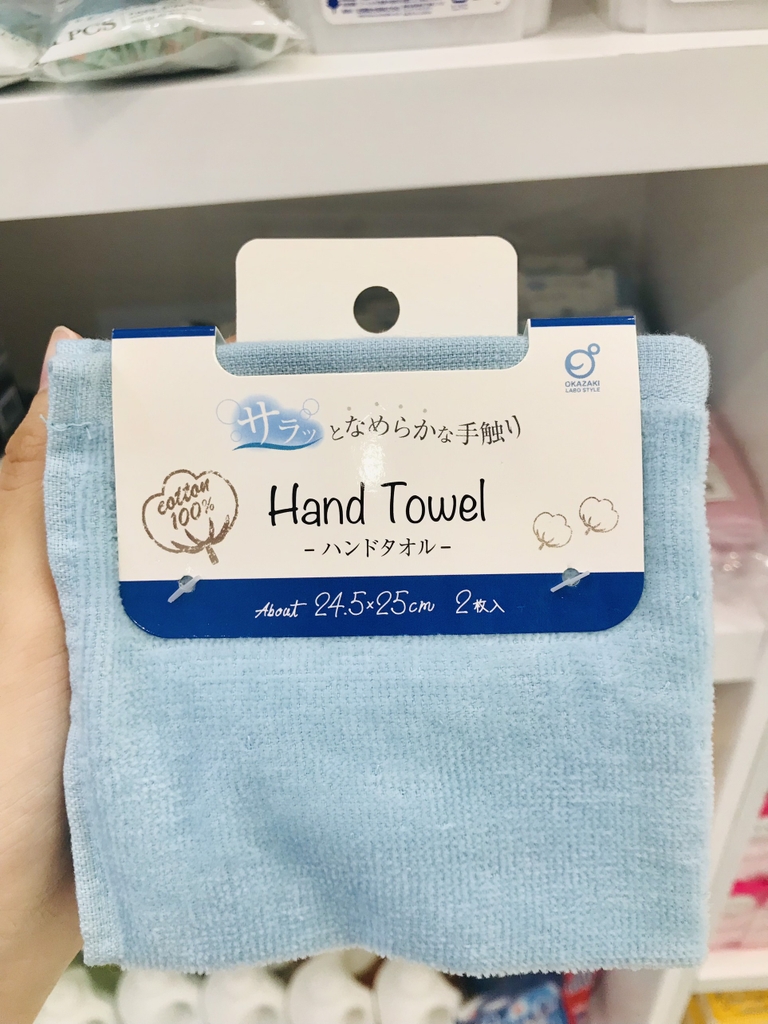 PCS
OKAZAKI
LABO STYLE
サラッとなめらかな手触り
cotton
100%
Hand Towel
-ハンドタオル-
About 24.5×25cm 2枚入